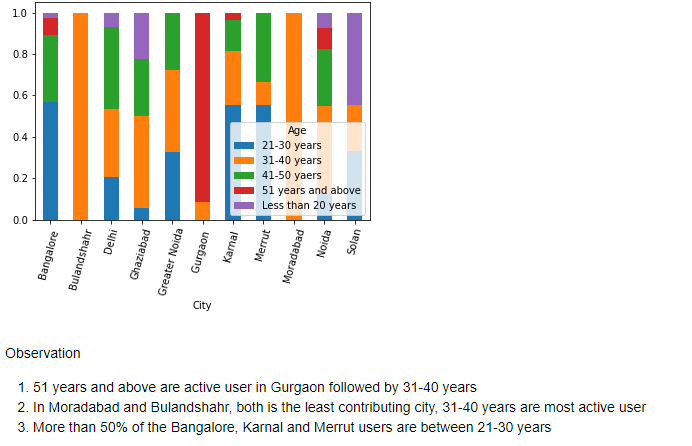 1.0
0.8
0.6
0.4
0.2
0.0
Age
21-30 years
31-40 years
41-50 yaers
51 years and above
Less than 20 years
Bangalore
Bulandshahr
Delhi
Ghaziabad
Greater Noida
Gurgaon
Karnal
Merrut
Moradabad
Noida
Solan
City
Observation
1. 51 years and above are active user in Gurgaon followed by 31-40 years
2. In Moradabad and Bulandshahr, both is the least contributing city, 31-40 years are most active user
3. More than 50% of the Bangalore, Karnal and Merrut users are between 21-30 years